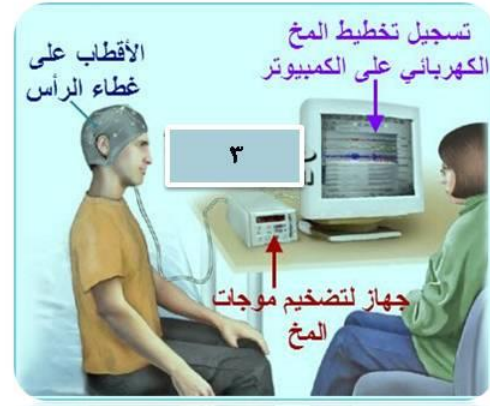 تسجيل تخطيط المخ
الكهربائي على الكمبيوتر
الأقطاب على
غطاء الرأس
٣
جهاز لتضخيم موجات
المخ